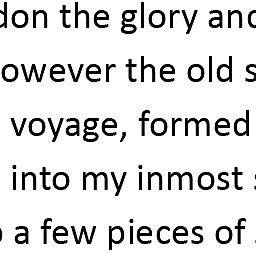 don the glory and
owever the old s
voyage, formed
into my inmost s
a few pieces of